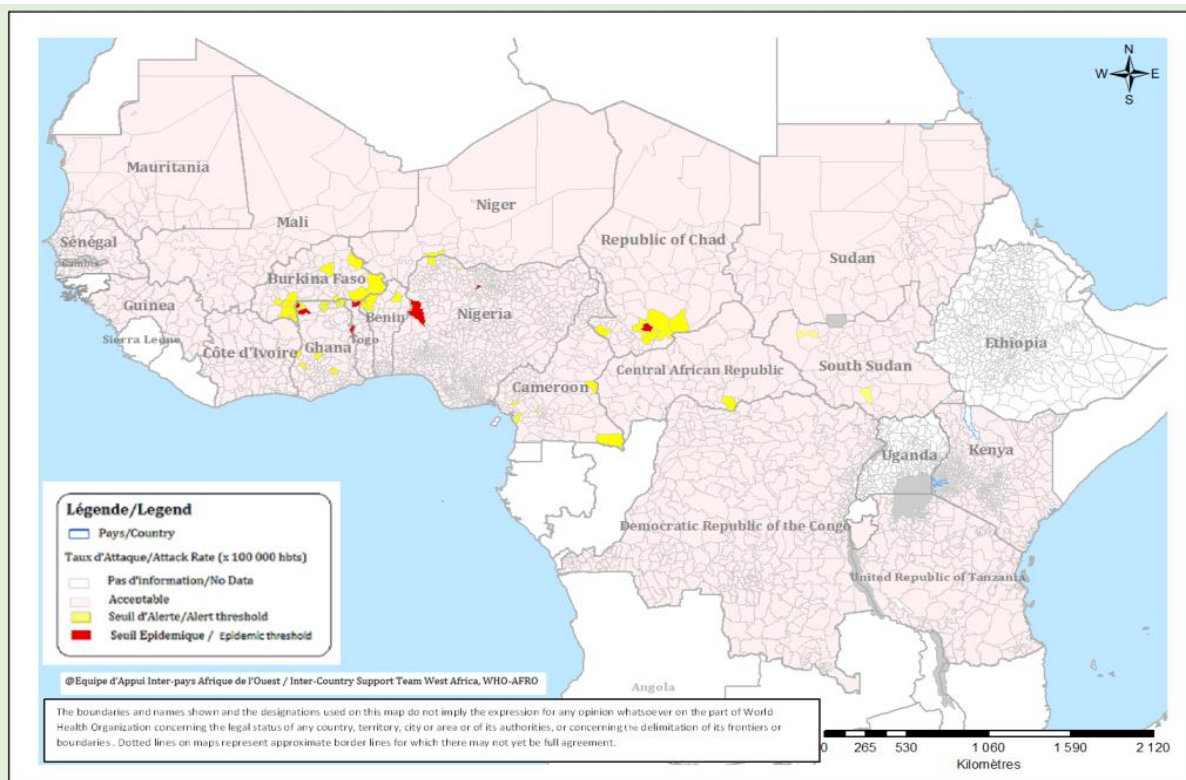 N
W E
S
Mauritania
Mali
Niger
Republic of Chad
Sudan
Sénégal
Gambia
Burkina Faso
Guinea
Benin
Nigeria
Togo
Ghana
Sierra Leone
Côte d'Ivoire
Ethiopia
South Sudan
Central African Republic
Cameroon
Uganda
Kenya
Democratic Republic of the Congo
United Republic of Tanzania
Angola
Légende/Legend
Pays/Country
Taux d'Attaque/Attack Rate (x 100 000 hbts)
Pas d'information/No Data
Acceptable
Seuil d'Alerte/Alert threshold
Seuil Epidemique / Epidemic threshold
@Equipe d'Appui Inter-pays Afrique de l'Ouest / Inter-Country Support Team West Africa, WHO-AFRO
The boundaries and names shown and the designations used on this map do not imply the expression for any opinion whatsoever on the part of World
Health Organization concerning the legal status of any country, territory, city or area or of its authorities, or concerning the delimitation of its frontiers or
boundaries . Dotted lines on maps represent approximate border lines for which there may not yet be full agreement.
0 265 530 1 060 1 590 2 120
Kilomètres